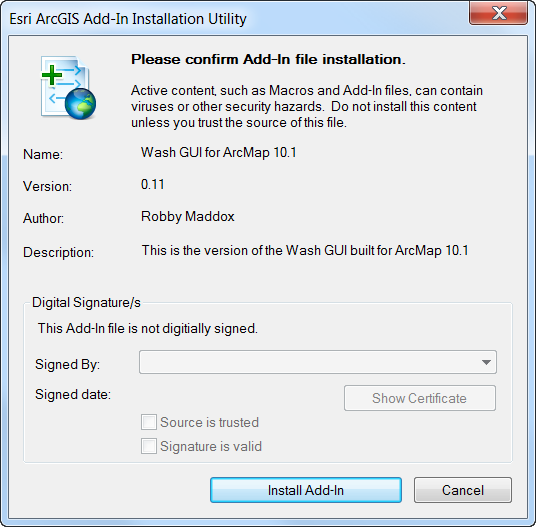 Esri ArcGIS Add-In Installation Utility
Please confirm Add-In file installation.
Active content, such as Macros and Add-In files, can contain
viruses or other security hazards. Do not install this content
unless you trust the source of this file.
Name: Wash GUI for ArcMap 10.1
Version: 0.11
Author: Robby Maddox
Description: This is the version of the Wash GUI built for ArcMap 10.1
Digital Signature/s
This Add-In file is not digitially signed.
Signed By:
Signed date:
Show Certificate
Source is trusted
Signature is valid
Install Add-In Cancel